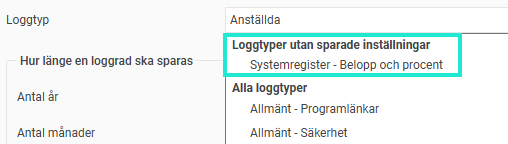 Loggtyp Anställda
Loggtyper utan sparade inställningar
Hur länge en loggrad ska sparas
Systemregister - Belopp och procent
Alla loggtyper
Antal år
Allmänt - Programlänkar
Antal månader
Allmänt - Säkerhet